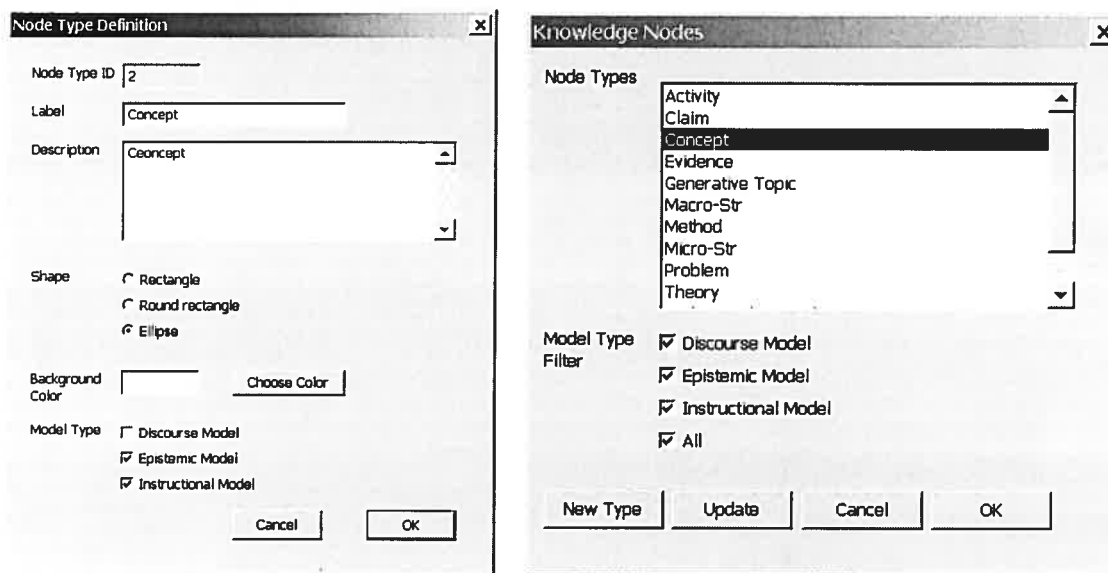 Node Type Definition
Node Type ID 2
Label Concept
Description Ceoncept
Shape Rectangle
Round rectangle
Ellipse
Background Color Choose Color
Model Type Discourse Model
Epistemic Model
Instructional Model
Cancel OK
Knowledge Nodes
Node Types
Activity
Claim
Concept
Evidence
Generative Topic
Macro-Str
Method
Micro-Str
Problem
Theory
Model Type Filter
Discourse Model
Epistemic Model
Instructional Model
All
New Type Update Cancel OK